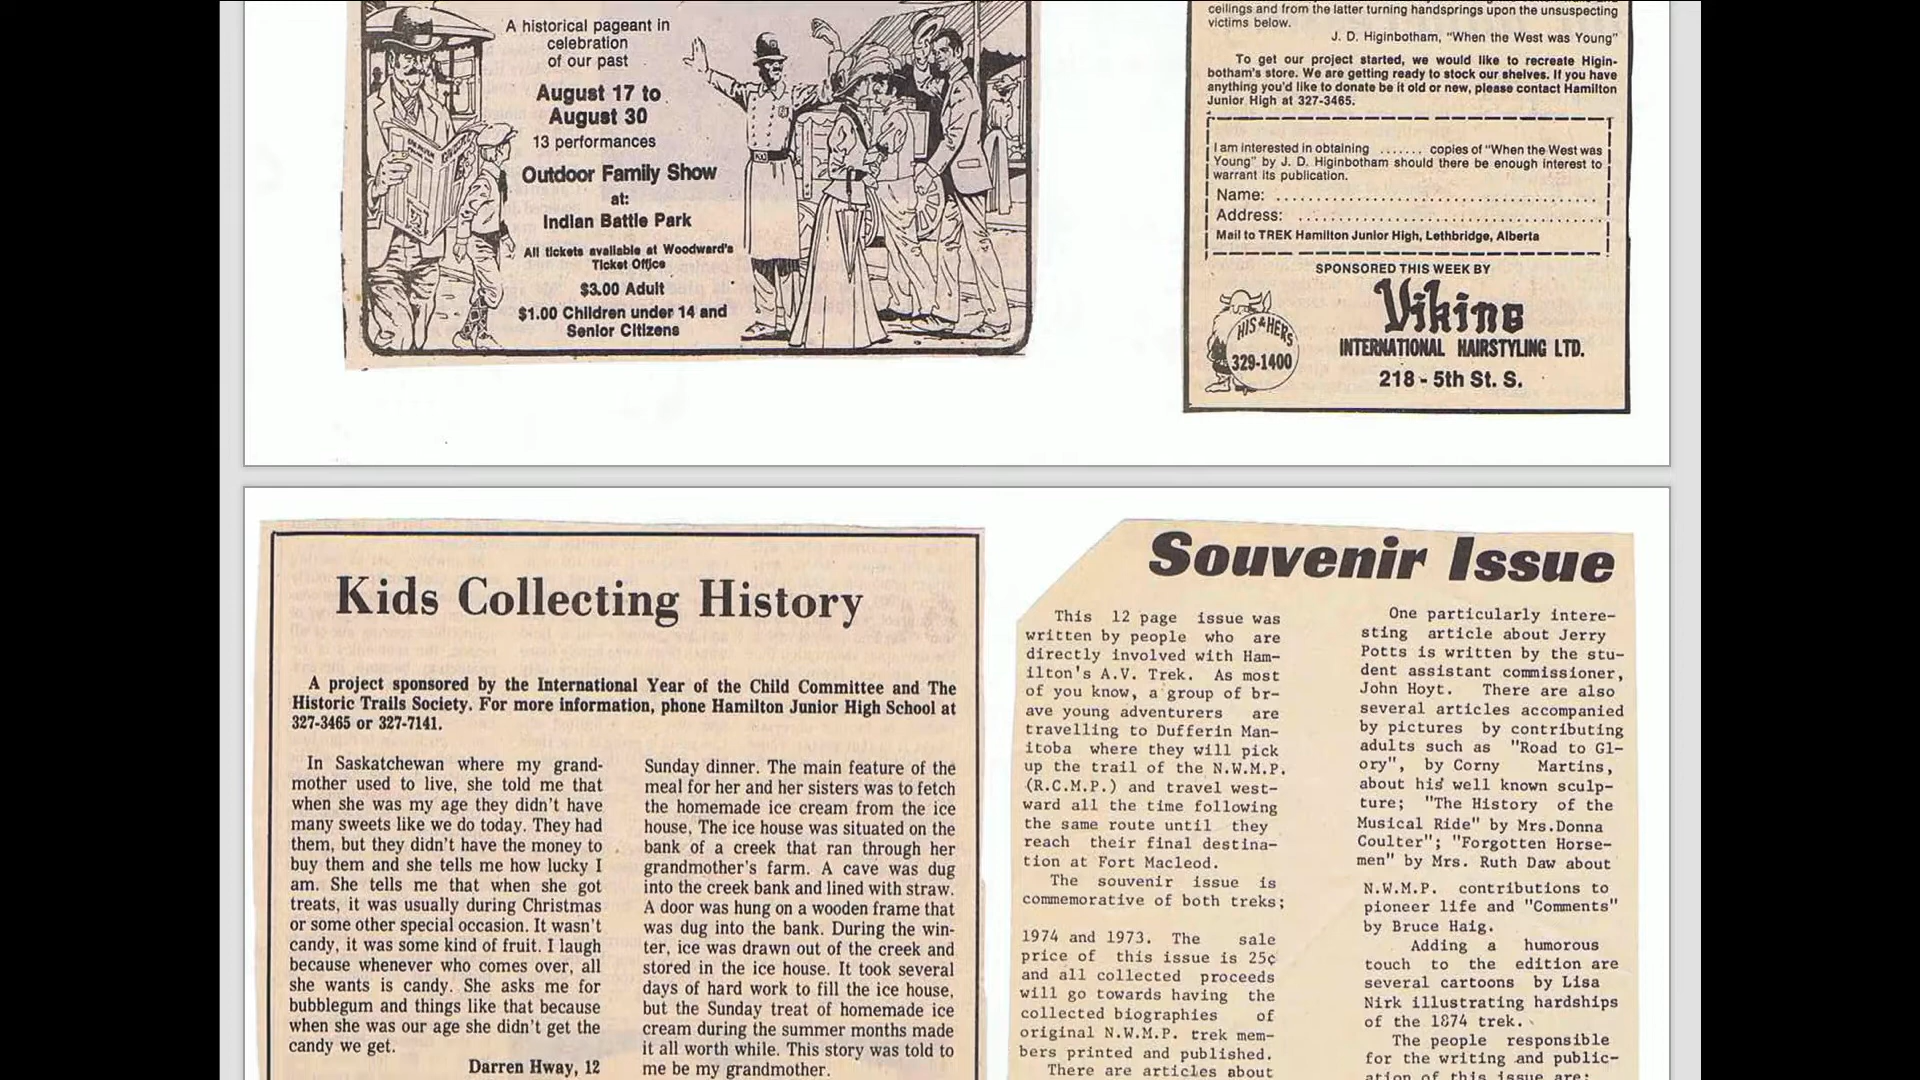 A historical pageant in
celebration
of our past
August 17 to
August 30
13 performances
Outdoor Family Show
at:
Indian Battle Park
All tickets available at Woodward's
Ticket Office
$3.00 Adult
$1.00 Children under 14 and
Senior Citizens
ceilings and from the latter turning handsprings upon the unsuspecting
victims below.
J. D. Higinbotham, "When the West was Young"
To get our project started, we would like to recreate Higin-
botham's store. We are getting ready to stock our shelves. If you have
anything you'd like to donate be it old or new, please contact Hamilton
Junior High at 327-3465.
I am interested in obtaining ....... copies of "When the West was
Young" by J. D. Higinbotham should there be enough interest to
warrant its publication.
Name:
Address:
Mail to TREK Hamilton Junior High, Lethbridge, Alberta
SPONSORED THIS WEEK BY
Viking
INTERNATIONAL HAIRSTYLING LTD.
218 - 5th St. S.
HIS & HERS
329-1400
Kids Collecting History
A project sponsored by the International Year of the Child Committee and The
Historic Trails Society. For more information, phone Hamilton Junior High School at
327-3465 or 327-7141.
In Saskatchewan where my grand-
mother used to live, she told me that
when she was my age they didn't have
many sweets like we do today. They had
them, but they didn't have the money to
buy them and she tells me how lucky I
am. She tells me that when she got
treats, it was usually during Christmas
or some other special occasion. It wasn't
candy, it was some kind of fruit. I laugh
because whenever who comes over, all
she wants is candy. She asks me for
bubblegum and things like that because
when she was our age she didn't get the
candy we get.
Darren Hway, 12
Sunday dinner. The main feature of the
meal for her and her sisters was to fetch
the homemade ice cream from the ice
house. The ice house was situated on the
bank of a creek that ran through her
grandmother's farm. A cave was dug
into the creek bank and lined with straw.
A door was hung on a wooden frame that
was dug into the bank. During the win-
ter, ice was drawn out of the creek and
stored in the ice house. It took several
days of hard work to fill the ice house,
but the Sunday treat of homemade ice
cream during the summer months made
it all worth while. This story was told to
me be my grandmother.
Souvenir Issue
This 12 page issue was
written by people who are
directly involved with Ham-
ilton's A.V. Trek. As most
of you know, a group of br-
ave young adventurers are
travelling to Dufferin Man-
itoba where they will pick
up the trail of the N.W.M.P.
(R.C.M.P.) and travel west-
ward all the time following
the same route until they
reach their final destina-
tion at Fort Macleod.
The souvenir issue is
commemorative of both treks;
1974 and 1973. The sale
price of this issue is 25¢
and all collected proceeds
will go towards having the
collected biographies of
original N.W.M.P. trek mem-
bers printed and published.
There are articles about
One particularly intere-
sting article about Jerry
Potts is written by the stu-
dent assistant commissioner,
John Hoyt. There are also
several articles accompanied
by pictures by contributing
adults such as "Road to Gl-
ory", by Corny Martins,
about his well known sculp-
ture; "The History of the
Musical Ride" by Mrs.Donna
Coulter"; "Forgotten Horse-
men" by Mrs. Ruth Daw about
N.W.M.P. contributions to
pioneer life and "Comments"
by Bruce Haig.
Adding a humorous
touch to the edition are
several cartoons by Lisa
Nirk illustrating hardships
of the 1874 trek.
The people responsible
for the writing and public-
ation of this issue are: